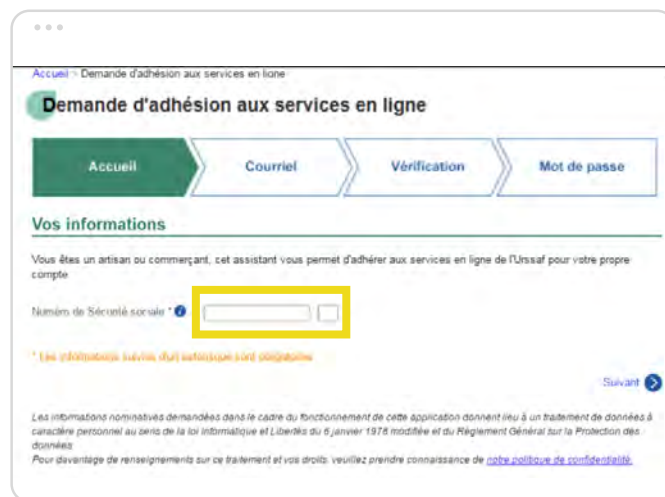 Accueil > Demande d'adhésion aux services en ligne
Demande d'adhésion aux services en ligne
Accueil Courriel Vérification Mot de passe
Vos informations
Vous êtes un artisan ou commerçant, cet assistant vous permet d'adhérer aux services en ligne de l'Urssaf pour votre propre
compte
Numéro de Sécurité sociale * i
* Les informations suivies d'un astérisque sont obligatoires
Suivant >
Les informations nominatives demandées dans le cadre du fonctionnement de cette application donnent lieu à un traitement de données à
caractère personnel au sens de la loi Informatique et Libertés du 6 janvier 1978 modifiée et du Règlement Général sur la Protection des
données.
Pour davantage de renseignements sur ce traitement et vos droits, veuillez prendre connaissance de notre politique de confidentialité.